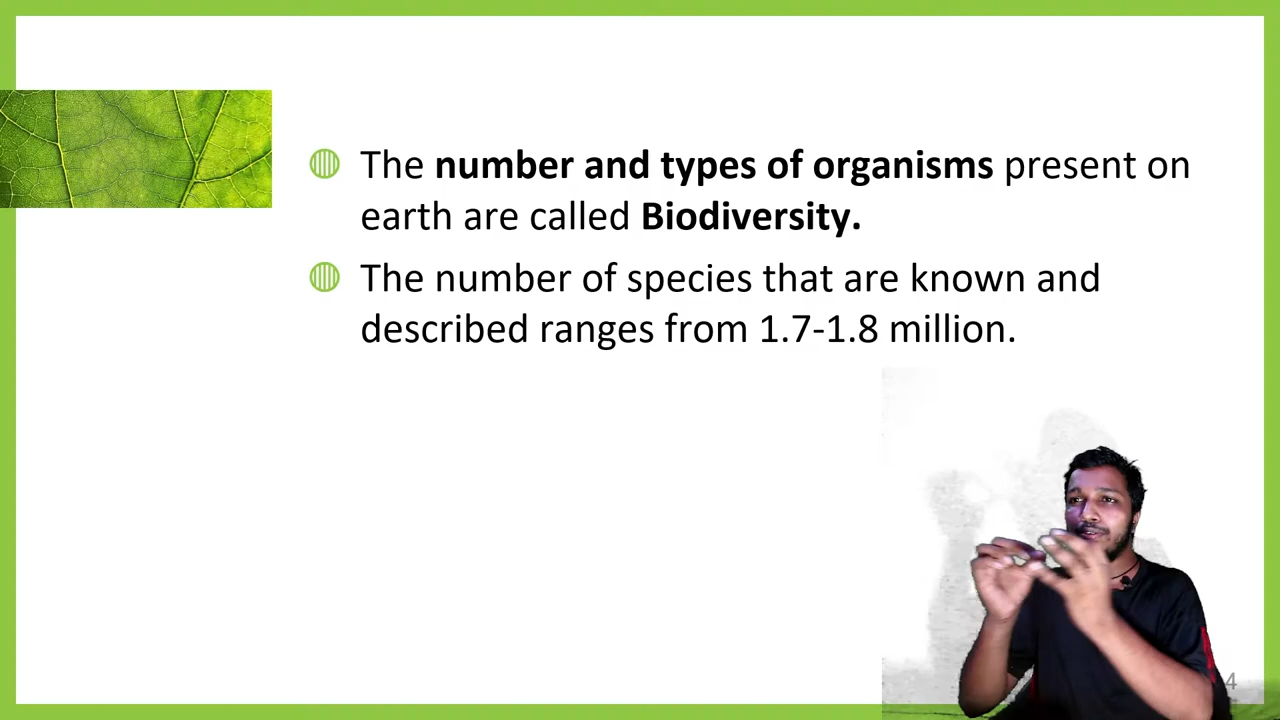 The number and types of organisms present on
earth are called Biodiversity.
The number of species that are known and
described ranges from 1.7-1.8 million.
4